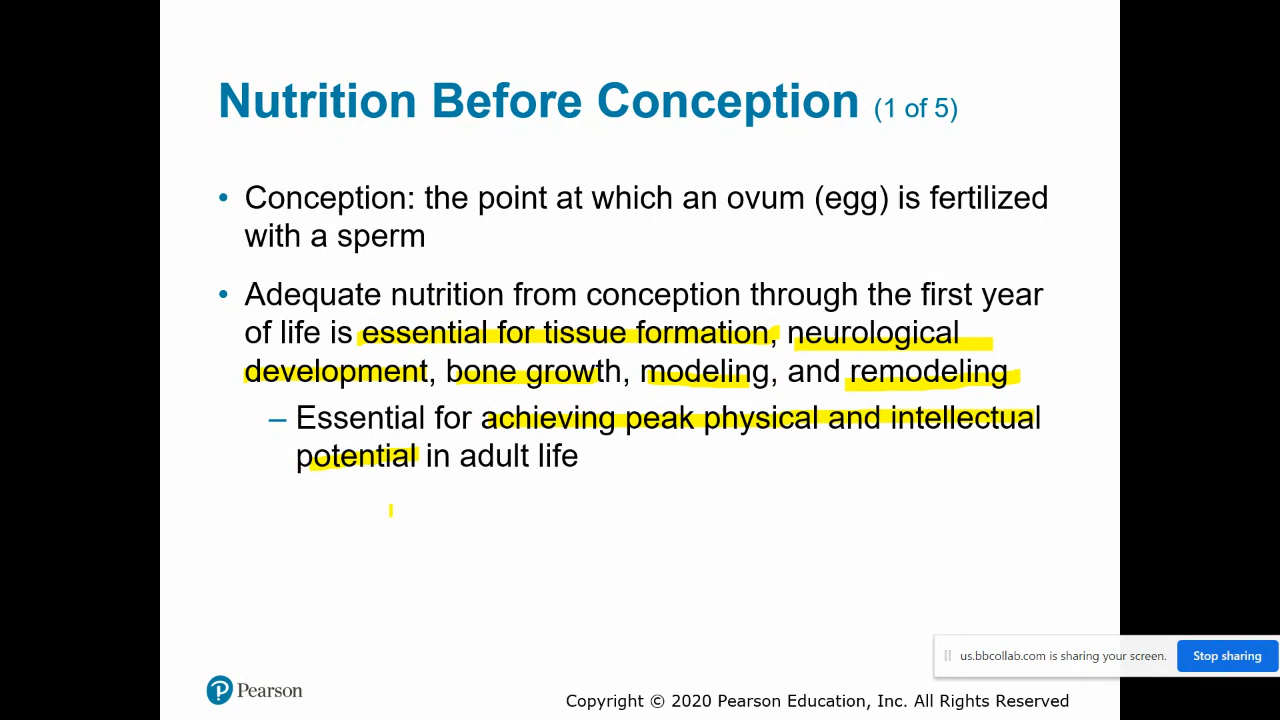 Nutrition Before Conception (1 of 5)
• Conception: the point at which an ovum (egg) is fertilized
with a sperm
• Adequate nutrition from conception through the first year
of life is essential for tissue formation, neurological
development, bone growth, modeling, and remodeling
– Essential for achieving peak physical and intellectual
potential in adult life
us.bbcollab.com is sharing your screen. Stop sharing
Pearson
Copyright © 2020 Pearson Education, Inc. All Rights Reserved